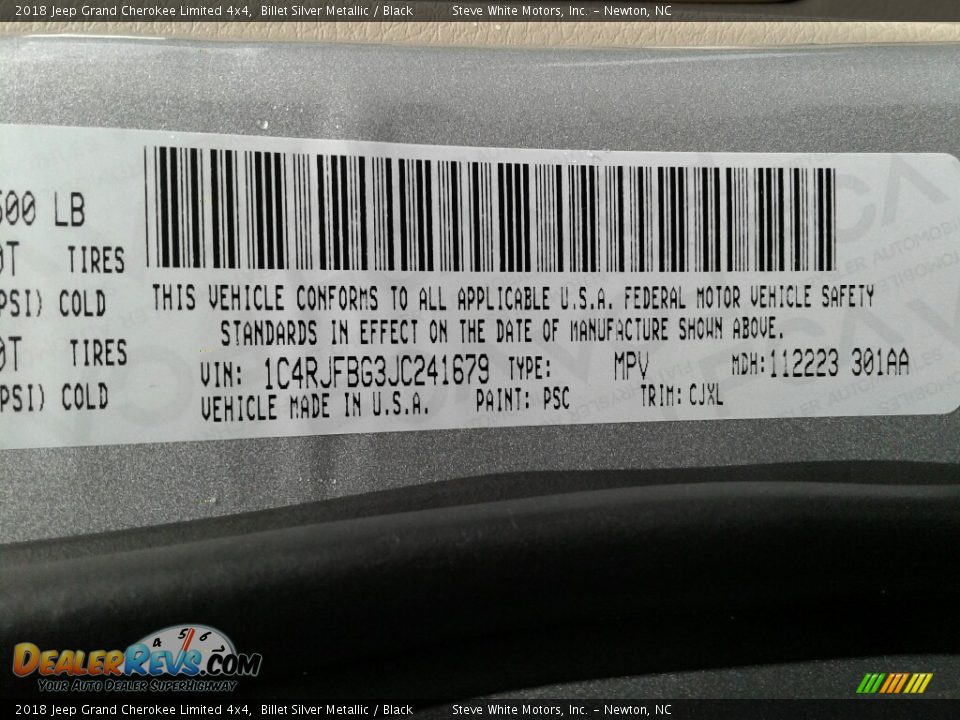 2018 Jeep Grand Cherokee Limited 4x4, Billet Silver Metallic / Black Steve White Motors, Inc. - Newton, NC
LB
TIRES
COLD
TIRES
COLD
THIS VEHICLE CONFORMS TO ALL APPLICABLE U.S.A. FEDERAL MOTOR VEHICLE SAFETY
STANDARDS IN EFFECT ON THE DATE OF MANUFACTURE SHOWN ABOVE.
VIN: 1C4RJFBG3JC241679 TYPE: MPV MDH: 112223 301AA
VEHICLE MADE IN U.S.A. PAINT: PSC TRIM: CJXL
4 5 6
DealerRevs.com
Your Auto Dealer SuperHighway
2018 Jeep Grand Cherokee Limited 4x4, Billet Silver Metallic / Black Steve White Motors, Inc. - Newton, NC